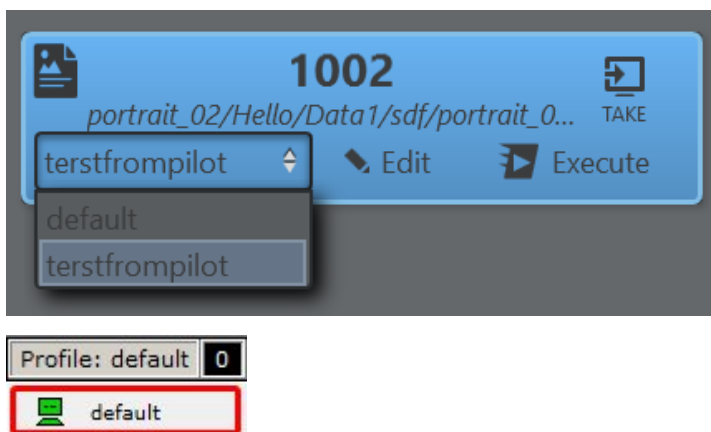 1002
portrait_02/Hello/Data1/sdf/portrait_0... TAKE
terstfrompilot Edit Execute
default
terstfrompilot
Profile: default 0
default